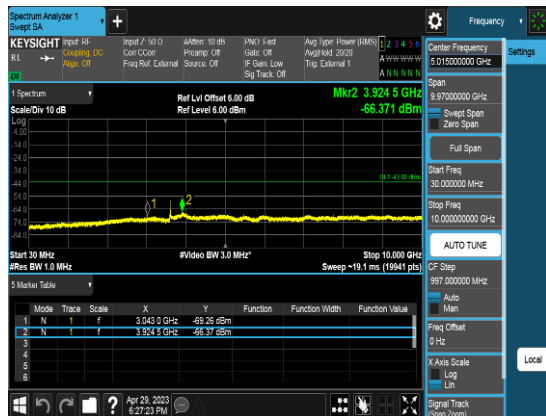 Spectrum Analyzer 1
Swept SA
Frequency
KEYSIGHT Input: RF
Coupling: DC
Align: Off
Input Z: 50 Ω
Corr CCorr
Freq Ref: External
#Atten: 10 dB
Preamp: Off
Source: Off
PNO: Fast
Gate: Off
IF Gain: Low
Sig Track: Off
Avg Type: Power (RMS)
Avg|Hold: 20/20
Trig: External 1
1 2 3 4 5 6
A W W W W W
A N N N N N
RL
LXI
1 Spectrum
Scale/Div 10 dB
Ref Lvl Offset 6.00 dB
Ref Level 6.00 dBm
Mkr2 3.924 5 GHz
-66.371 dBm
Log
-4.00
-14.0
-24.0
-34.0
-44.0
-54.0
-64.0
-74.0
-84.0
DL1 -43.00 dBm
1
2
Start 30 MHz
#Res BW 1.0 MHz
#Video BW 3.0 MHz*
Stop 10.000 GHz
Sweep ~19.1 ms (19941 pts)
5 Marker Table
Mode Trace Scale X Y Function Function Width Function Value
1 N 1 f 3.043 0 GHz -69.26 dBm
2 N 1 f 3.924 5 GHz -66.37 dBm
3
4
5
6
Apr 29, 2023
6:27:23 PM
Center Frequency
5.015000000 GHz
Settings
Span
9.97000000 GHz
Swept Span
Zero Span
Full Span
Start Freq
30.000000 MHz
Stop Freq
10.000000000 GHz
AUTO TUNE
CF Step
997.000000 MHz
Auto
Man
Freq Offset
0 Hz
X Axis Scale
Log
Lin
Local
Signal Track
(Span Zoom)